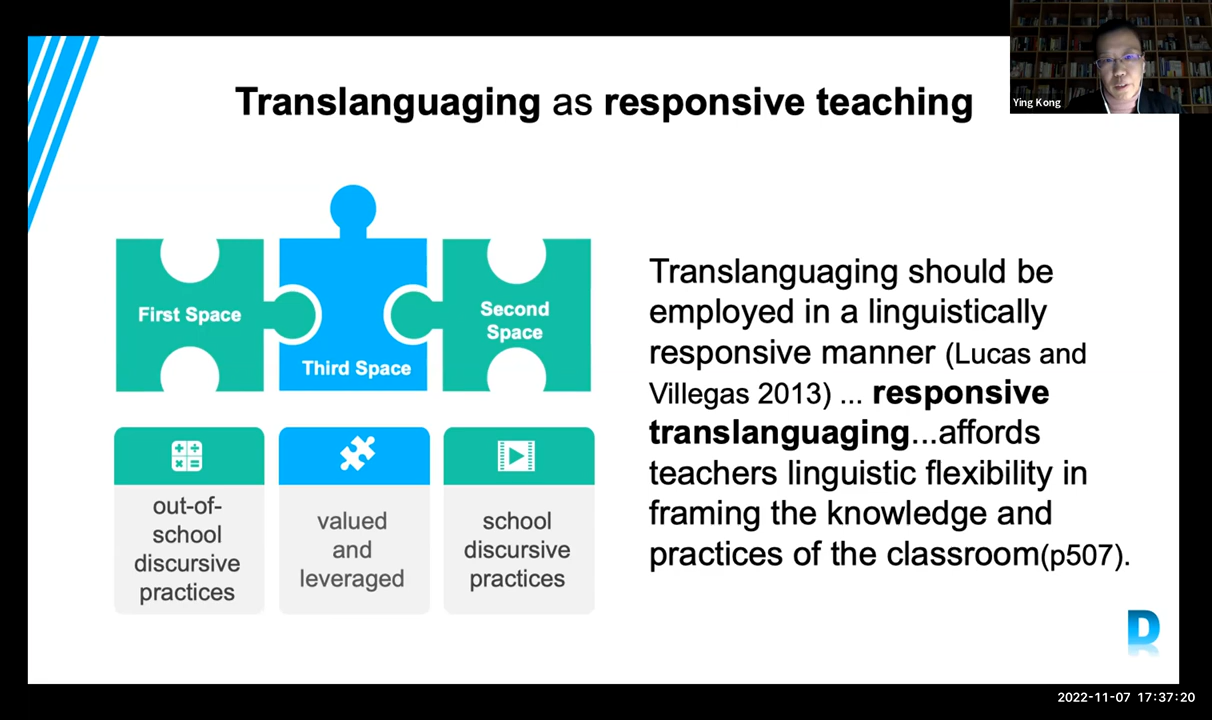 Translanguaging as responsive teaching
Ying Kong
First Space
Third Space
Second
Space
out-of-
school
discursive
practices
valued
and
leveraged
school
discursive
practices
Translanguaging should be
employed in a linguistically
responsive manner (Lucas and
Villegas 2013) ... responsive
translanguaging...affords
teachers linguistic flexibility in
framing the knowledge and
practices of the classroom(p507).
D
2022-11-07 17:37:20